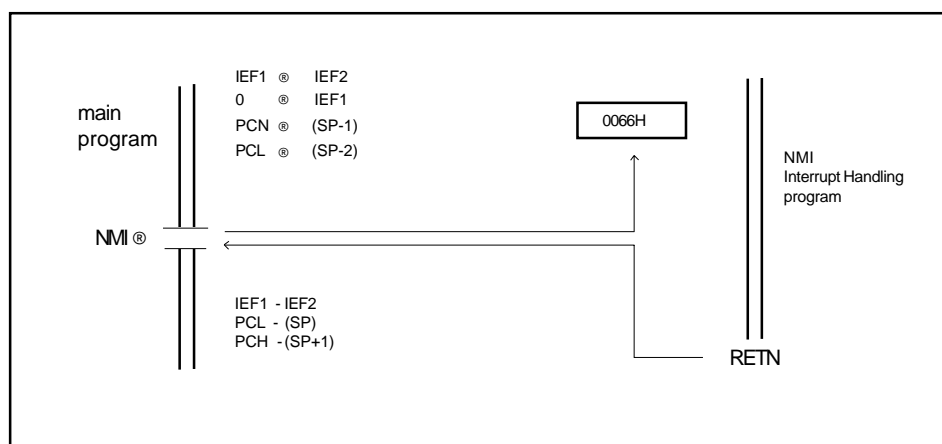 IEF1 ® IEF2
0 ® IEF1
PCN ® (SP-1)
PCL ® (SP-2)
main
program
0066H
NMI
Interrupt Handling
program
NMI ®
IEF1 - IEF2
PCL - (SP)
PCH - (SP+1)
RETN